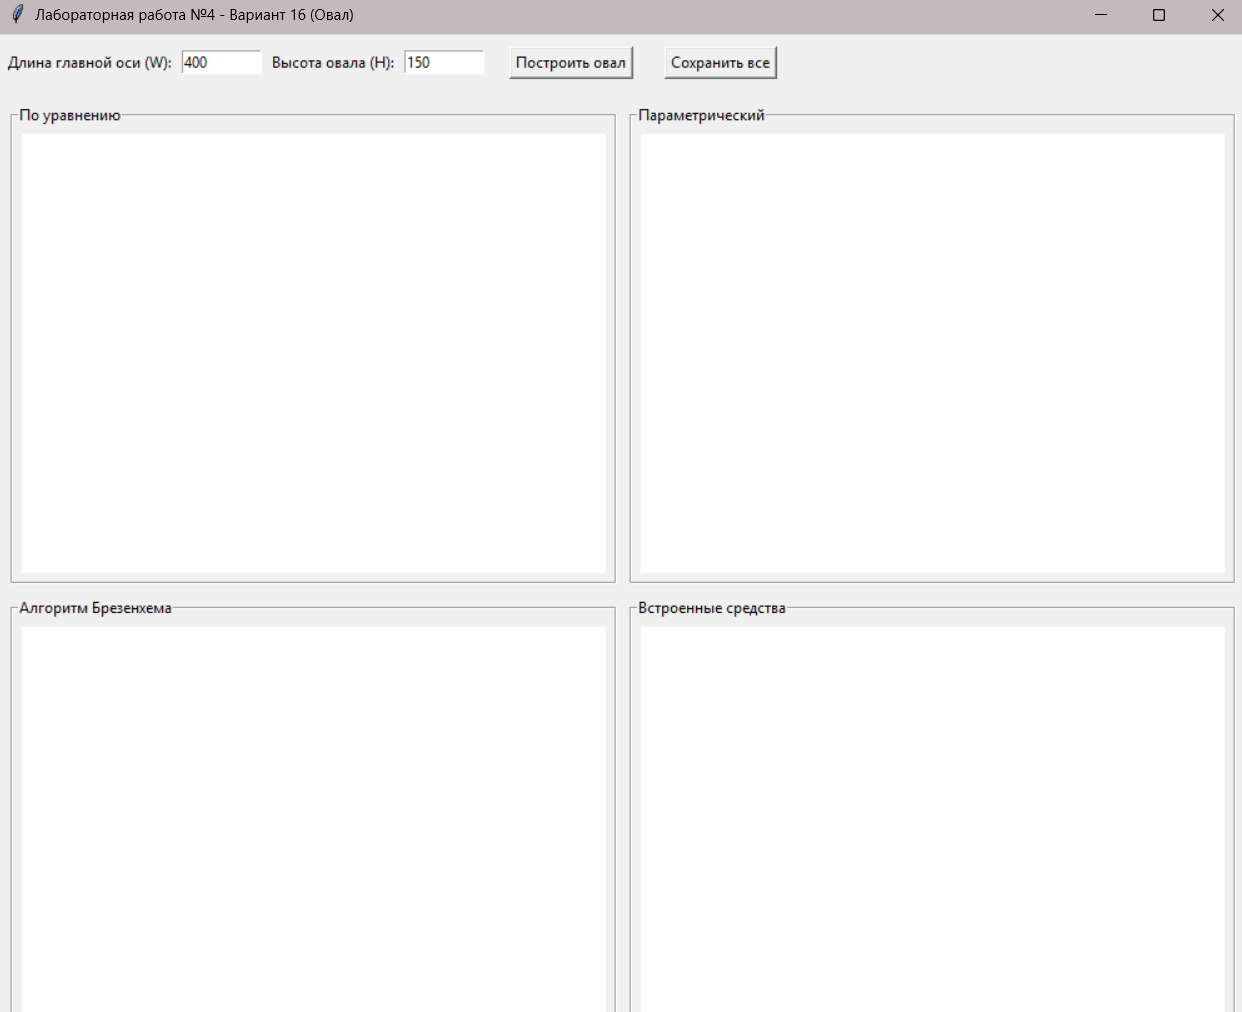 Лабораторная работа №4 - Вариант 16 (Овал)
Длина главной оси (W): 400 Высота овала (H): 150 Построить овал Сохранить все
По уравнению
Параметрический
Алгоритм Брезенхема
Встроенные средства